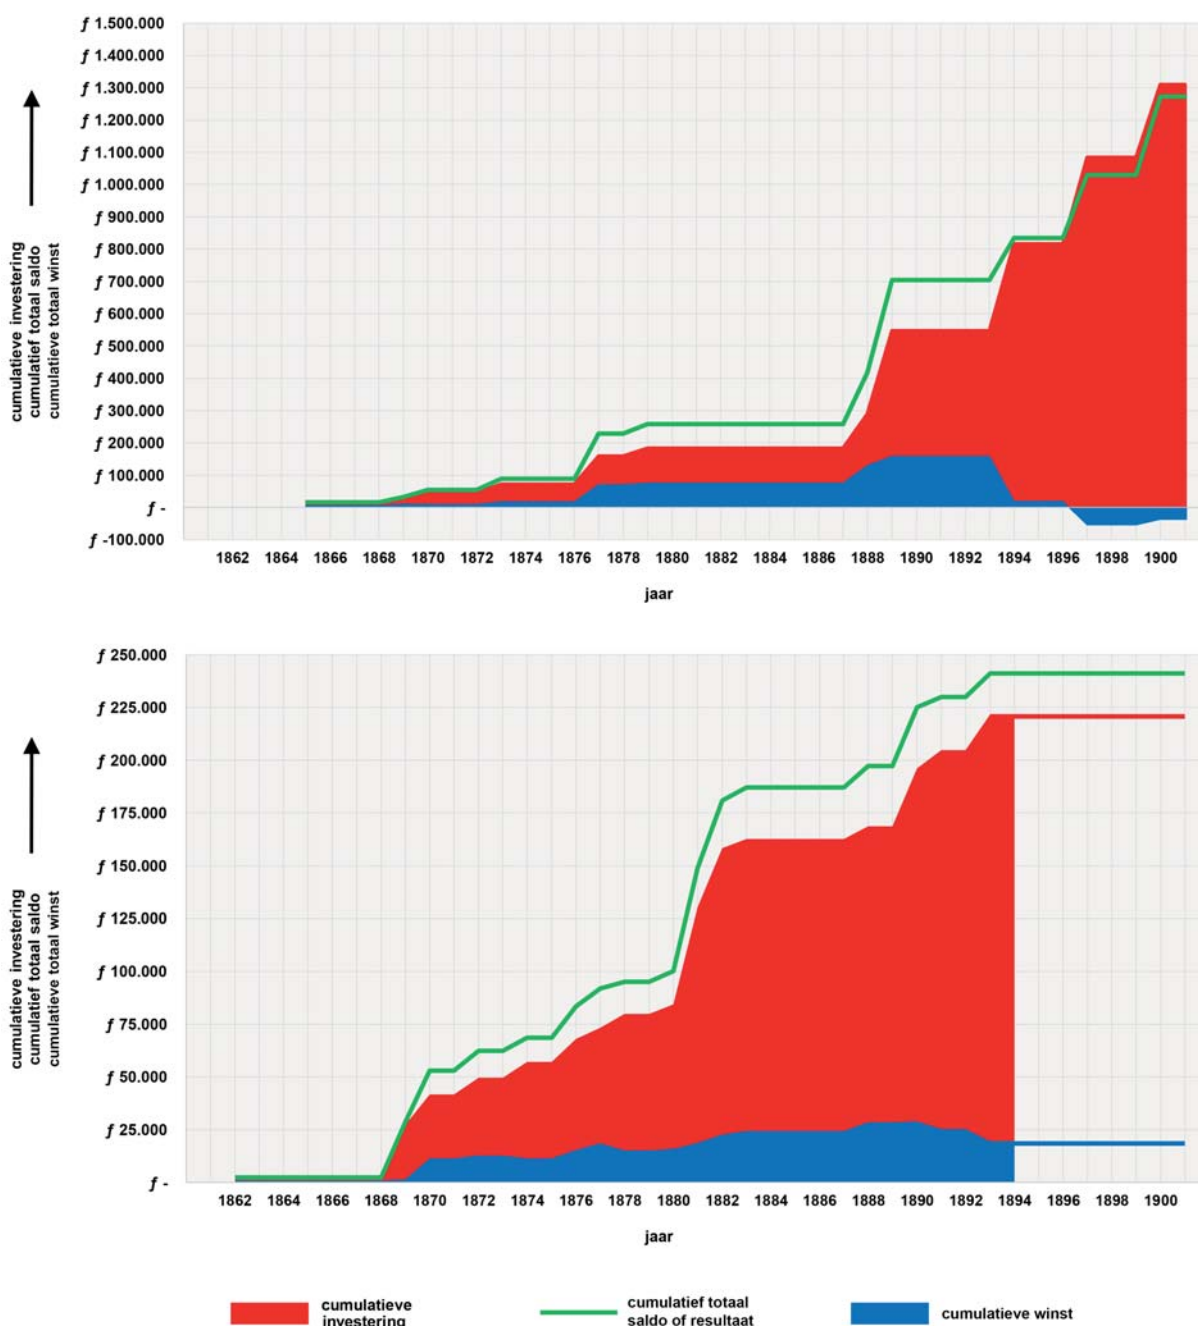 ƒ 1.500.000
ƒ 1.400.000
ƒ 1.300.000
ƒ 1.200.000
ƒ 1.100.000
ƒ 1.000.000
ƒ 900.000
ƒ 800.000
ƒ 700.000
ƒ 600.000
ƒ 500.000
ƒ 400.000
ƒ 300.000
ƒ 200.000
ƒ 100.000
ƒ -
ƒ -100.000
cumulatieve investering
cumulatief totaal saldo
cumulatieve totaal winst
1862 1864 1866 1868 1870 1872 1874 1876 1878 1880 1882 1884 1886 1888 1890 1892 1894 1896 1898 1900
jaar
ƒ 250.000
ƒ 225.000
ƒ 200.000
ƒ 175.000
ƒ 150.000
ƒ 125.000
ƒ 100.000
ƒ 75.000
ƒ 50.000
ƒ 25.000
ƒ -
cumulatieve investering
cumulatief totaal saldo
cumulatieve totaal winst
1862 1864 1866 1868 1870 1872 1874 1876 1878 1880 1882 1884 1886 1888 1890 1892 1894 1896 1898 1900
jaar
cumulatieve
investering
cumulatief totaal
saldo of resultaat
cumulatieve winst